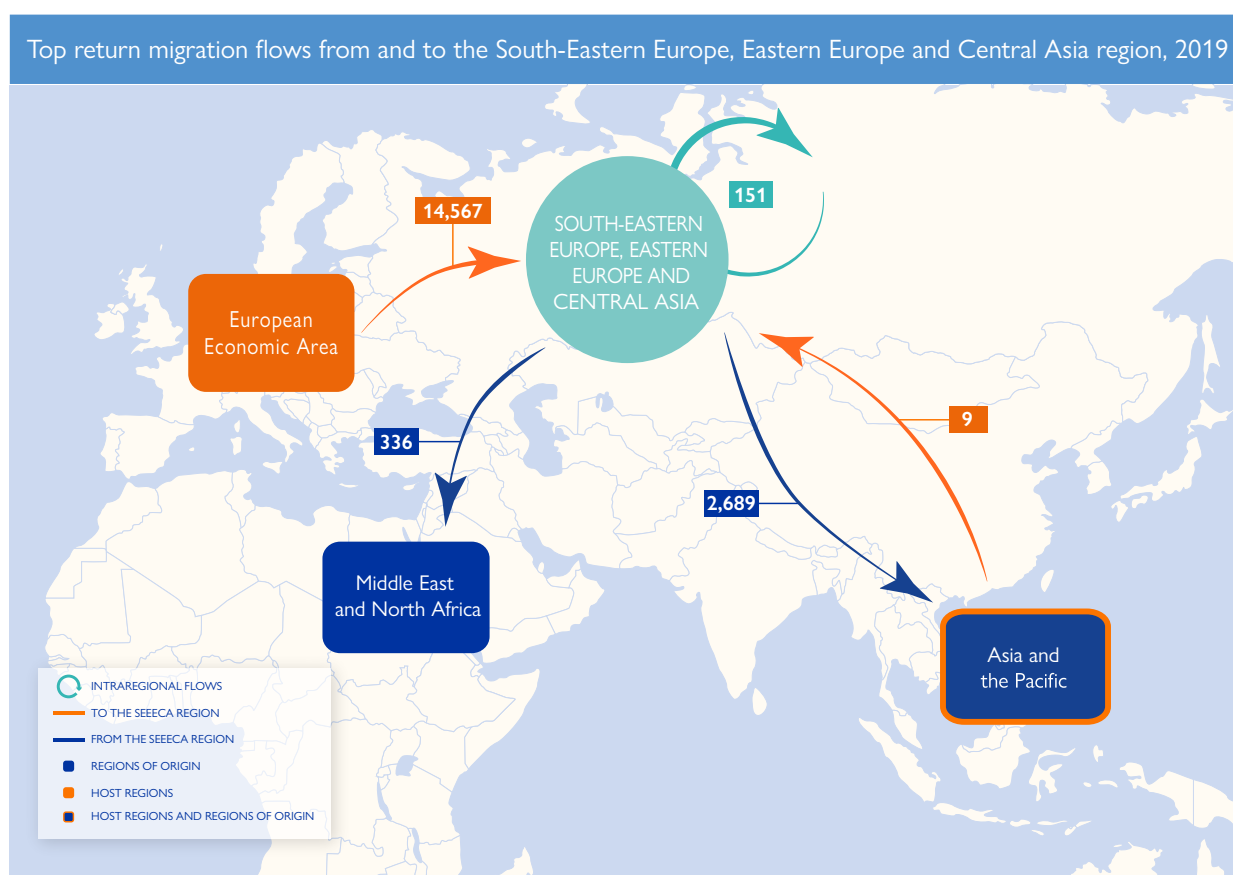 Top return migration flows from and to the South-Eastern Europe, Eastern Europe and Central Asia region, 2019
151
14,567
SOUTH-EASTERN
EUROPE, EASTERN
EUROPE AND
CENTRAL ASIA
European
Economic Area
9
336
2,689
Middle East
and North Africa
Asia and
the Pacific
INTRAREGIONAL FLOWS
TO THE SEEECA REGION
FROM THE SEEECA REGION
REGIONS OF ORIGIN
HOST REGIONS
HOST REGIONS AND REGIONS OF ORIGIN